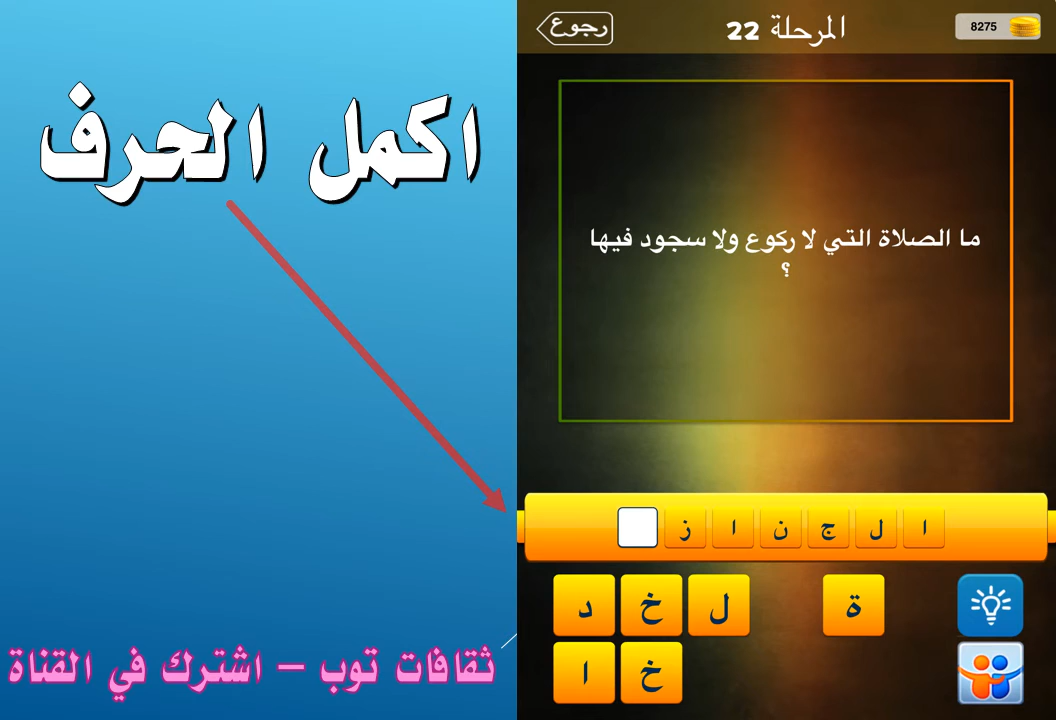 اكمل الحرف
ثقافات توب – اشترك في القناة
رجوع
المرحلة 22
8275
ما الصلاة التي لا ركوع ولا سجود فيها
؟
ا ل ج ن ا ز
د خ ل ة
ا خ